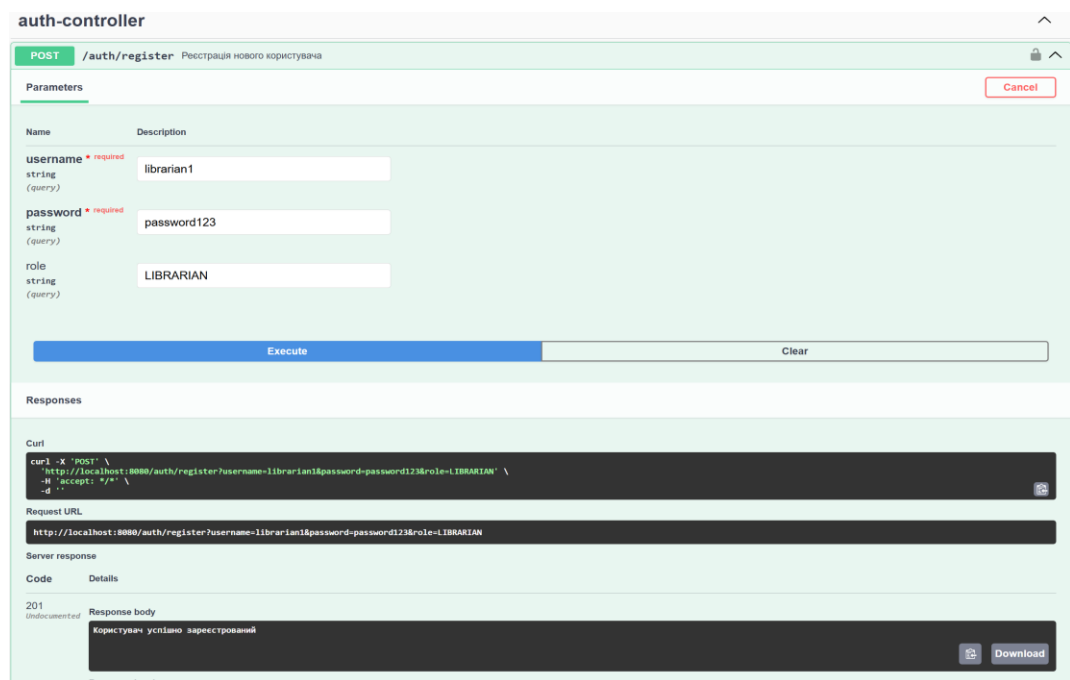 auth-controller
POST /auth/register Реєстрація нового користувача
Parameters
Cancel
Name Description
username * required
string
(query)
librarian1
password * required
string
(query)
password123
role
string
(query)
LIBRARIAN
Execute
Clear
Responses
Curl
curl -X 'POST' \
'http://localhost:8080/auth/register?username=librarian1&password=password123&role=LIBRARIAN' \
-H 'accept: */*' \
-d ''
Request URL
http://localhost:8080/auth/register?username=librarian1&password=password123&role=LIBRARIAN
Server response
Code Details
201
Undocumented
Response body
Користувач успішно зареєстрований
Download